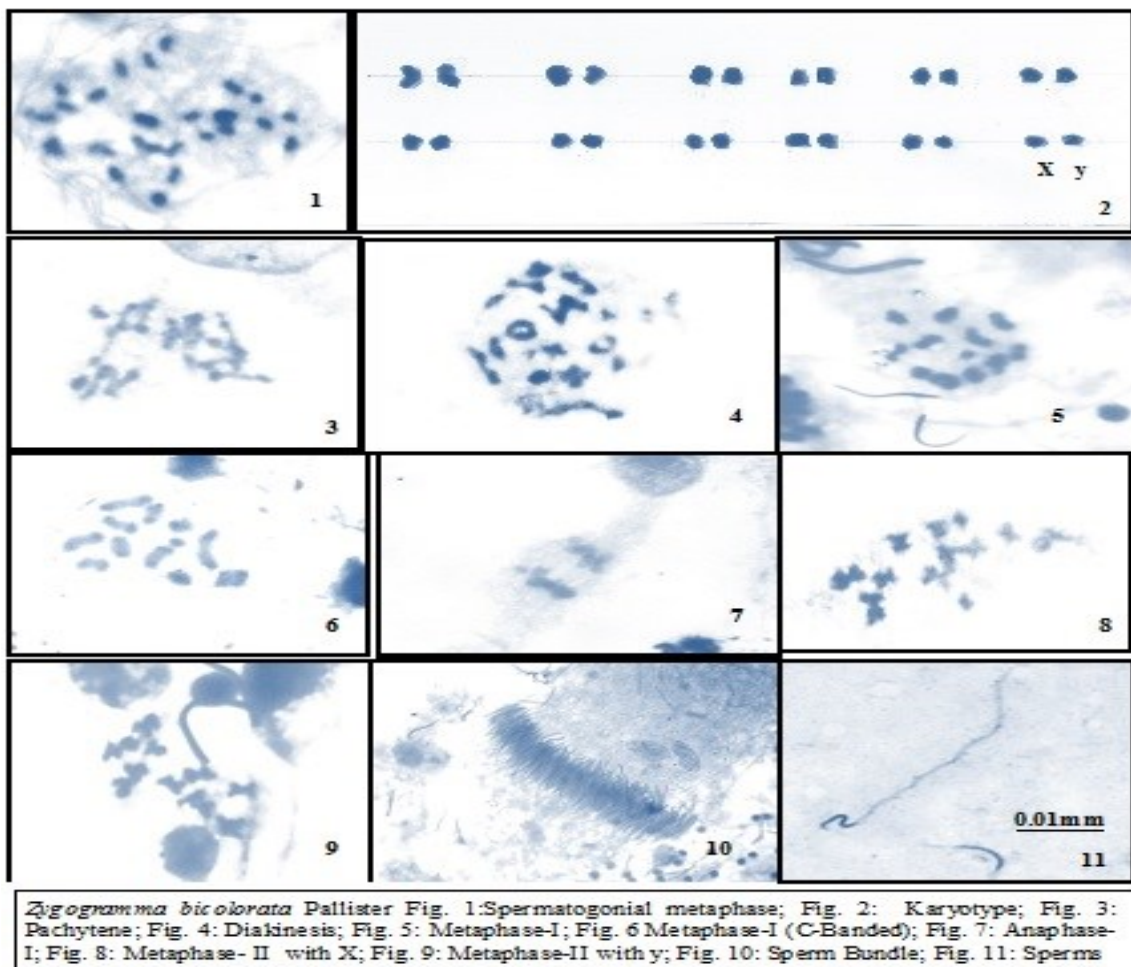 1
X y
2
3
4
5
6
7
8
9
10
0.01mm
11
Zygogramma bicolorata Pallister Fig. 1:Spermatogonial metaphase; Fig. 2: Karyotype; Fig. 3:
Pachytene; Fig. 4: Diakinesis; Fig. 5: Metaphase-I; Fig. 6 Metaphase-I (C-Banded); Fig. 7: Anaphase-
I; Fig. 8: Metaphase- II with X; Fig. 9: Metaphase-II with y; Fig. 10: Sperm Bundle; Fig. 11: Sperms